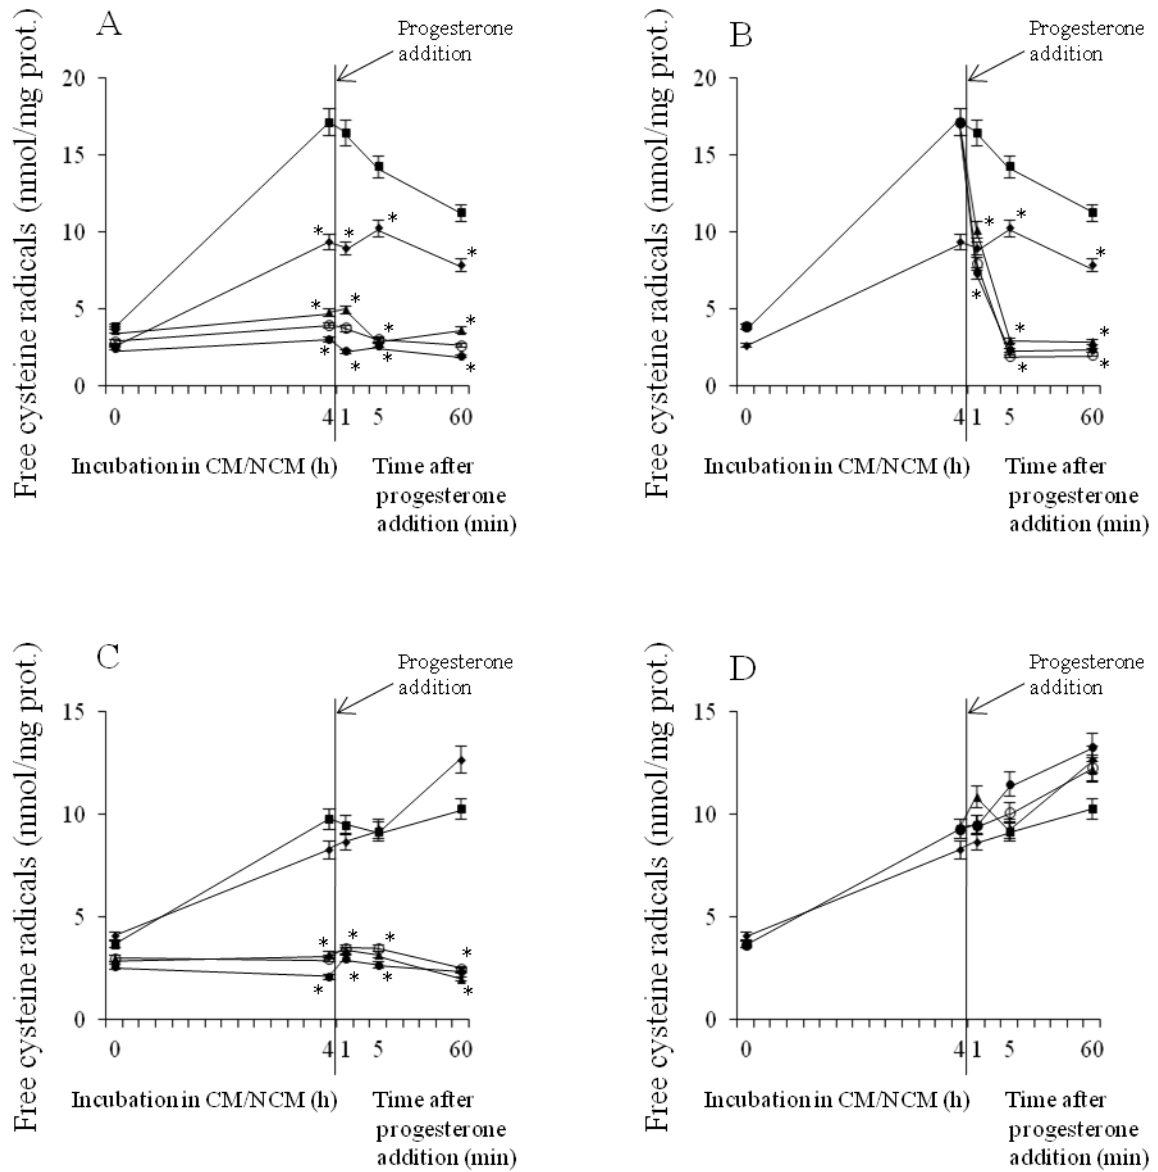 A
Progesterone
addition
Free cysteine radicals (nmol/mg prot.)
20
15
10
5
0
* * *
*
* *
* *
* * * *
0 4 1 5 60
Incubation in CM/NCM (h)
Time after
progesterone
addition (min)
B
Progesterone
addition
Free cysteine radicals (nmol/mg prot.)
20
15
10
5
0
* *
*
*
* *
* *
0 4 1 5 60
Incubation in CM/NCM (h)
Time after
progesterone
addition (min)
C
Progesterone
addition
Free cysteine radicals (nmol/mg prot.)
15
10
5
0
* * * *
* * * *
0 4 1 5 60
Incubation in CM/NCM (h)
Time after
progesterone
addition (min)
D
Progesterone
addition
Free cysteine radicals (nmol/mg prot.)
15
10
5
0
0 4 1 5 60
Incubation in CM/NCM (h)
Time after
progesterone
addition (min)